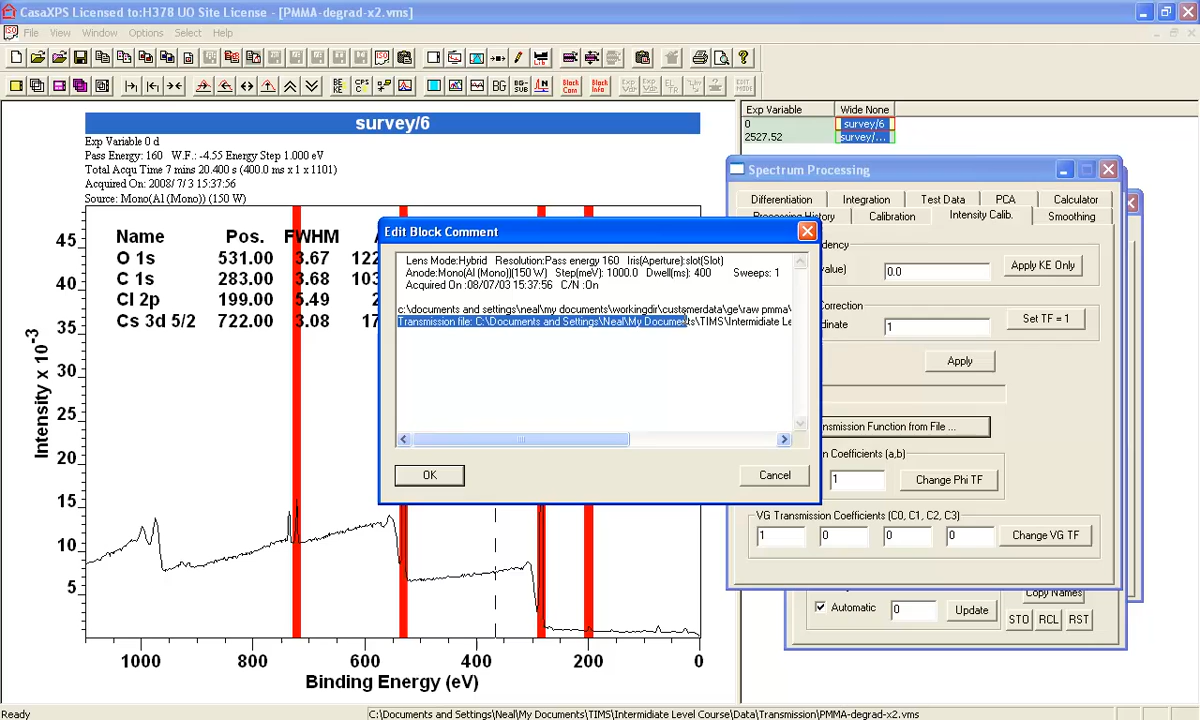 CasaXPS Licensed to:H378 UO Site License - [PMMA-degrad-x2.vms]
File View Window Options Select Help
survey/6
Exp Variable 0 d
Pass Energy: 160 W.F.: -4.55 Energy Step 1.000 eV
Total Acqu Time 7 mins 20.400 s (400.0 ms x 1 x 1101)
Acquired On : 2008/ 7/ 3 15:37:56
Source: Mono(Al (Mono)) (150 W)
Name Pos. FWHM A
O 1s 531.00 3.67 122
C 1s 283.00 3.68 103
Cl 2p 199.00 5.49 2
Cs 3d 5/2 722.00 3.08 17
Intensity x 10-3
45
40
35
30
25
20
15
10
5
1000 800 600 400 200 0
Binding Energy (eV)
Exp Variable Wide None
0 survey/6
2527.52 survey/...
Spectrum Processing
Differentiation Integration Test Data PCA Calculator
Processing History Calibration Intensity Calib. Smoothing
dency
value) 0.0 Apply KE Only
Correction
dinate 1 Set TF = 1
Apply
nsmission Function from File ...
n Coefficients (a,b)
1 Change Phi TF
VG Transmission Coefficients (C0, C1, C2, C3)
1 0 0 0 Change VG TF
Copy Names
Automatic 0 Update STO RCL RST
Edit Block Comment
Lens Mode:Hybrid Resolution:Pass energy 160 Iris(Aperture):slot(Slot)
Anode:Mono(Al (Mono))(150 W) Step(meV): 1000.0 Dwell(ms): 400 Sweeps: 1
Acquired On :08/07/03 15:37:56 C/N :On
c:\documents and settings\neal\my documents\workingdir\customerdata\ge\raw pmma\
Transmission file: C:\Documents and Settings\Neal\My Documents\TIMS\Intermidiate Le
OK Cancel
Ready C:\Documents and Settings\Neal\My Documents\TIMS\Intermidiate Level Course\Data\Transmission\PMMA-degrad-x2.vms